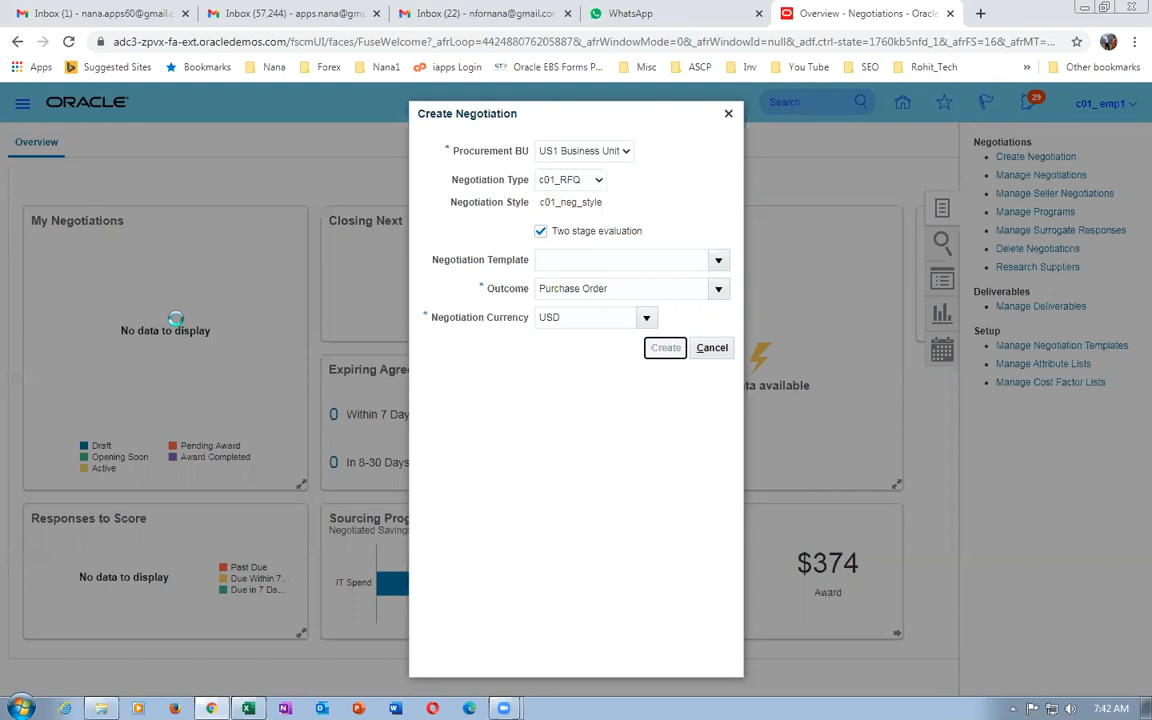 Inbox (1) - nana.apps60@gmail.c
Inbox (57,244) - apps.nana@gma
Inbox (22) - nfornana@gmail.con
WhatsApp
Overview - Negotiations - Oracle
adc3-zpvx-fa-ext.oracledemos.com/fscmUI/faces/FuseWelcome?_afrLoop=442488076205887&_afrWindowMode=0&_afrWindowId=null&_adf.ctrl-state=1760kb5nfd_1&_afrFS=16&_afrMT=...
Apps
Suggested Sites
Bookmarks
Nana
Forex
Nana1
iapps Login
Oracle EBS Forms P...
Misc
ASCP
Inv
You Tube
SEO
Rohit_Tech
»
Other bookmarks
ORACLE
Search
29
c01_ emp1
Overview
My Negotiations
No data to display
Draft
Pending Award
Opening Soon
Award Completed
Active
Closing Next
Expiring Agre
0 Within 7 Day
0 In 8-30 Days
Responses to Score
No data to display
Past Due
Due Within 7...
Due in 7 Da...
Sourcing Prog
Negotiated Savings
IT Spend
ata available
$374
Award
Create Negotiation
* Procurement BU US1 Business Unit
Negotiation Type c01_RFQ
Negotiation Style c01_neg_style
Two stage evaluation
Negotiation Template
* Outcome Purchase Order
* Negotiation Currency USD
Create Cancel
Negotiations
Create Negotiation
Manage Negotiations
Manage Seller Negotiations
Manage Programs
Manage Surrogate Responses
Delete Negotiations
Research Suppliers
Deliverables
Manage Deliverables
Setup
Manage Negotiation Templates
Manage Attribute Lists
Manage Cost Factor Lists
7:42 AM